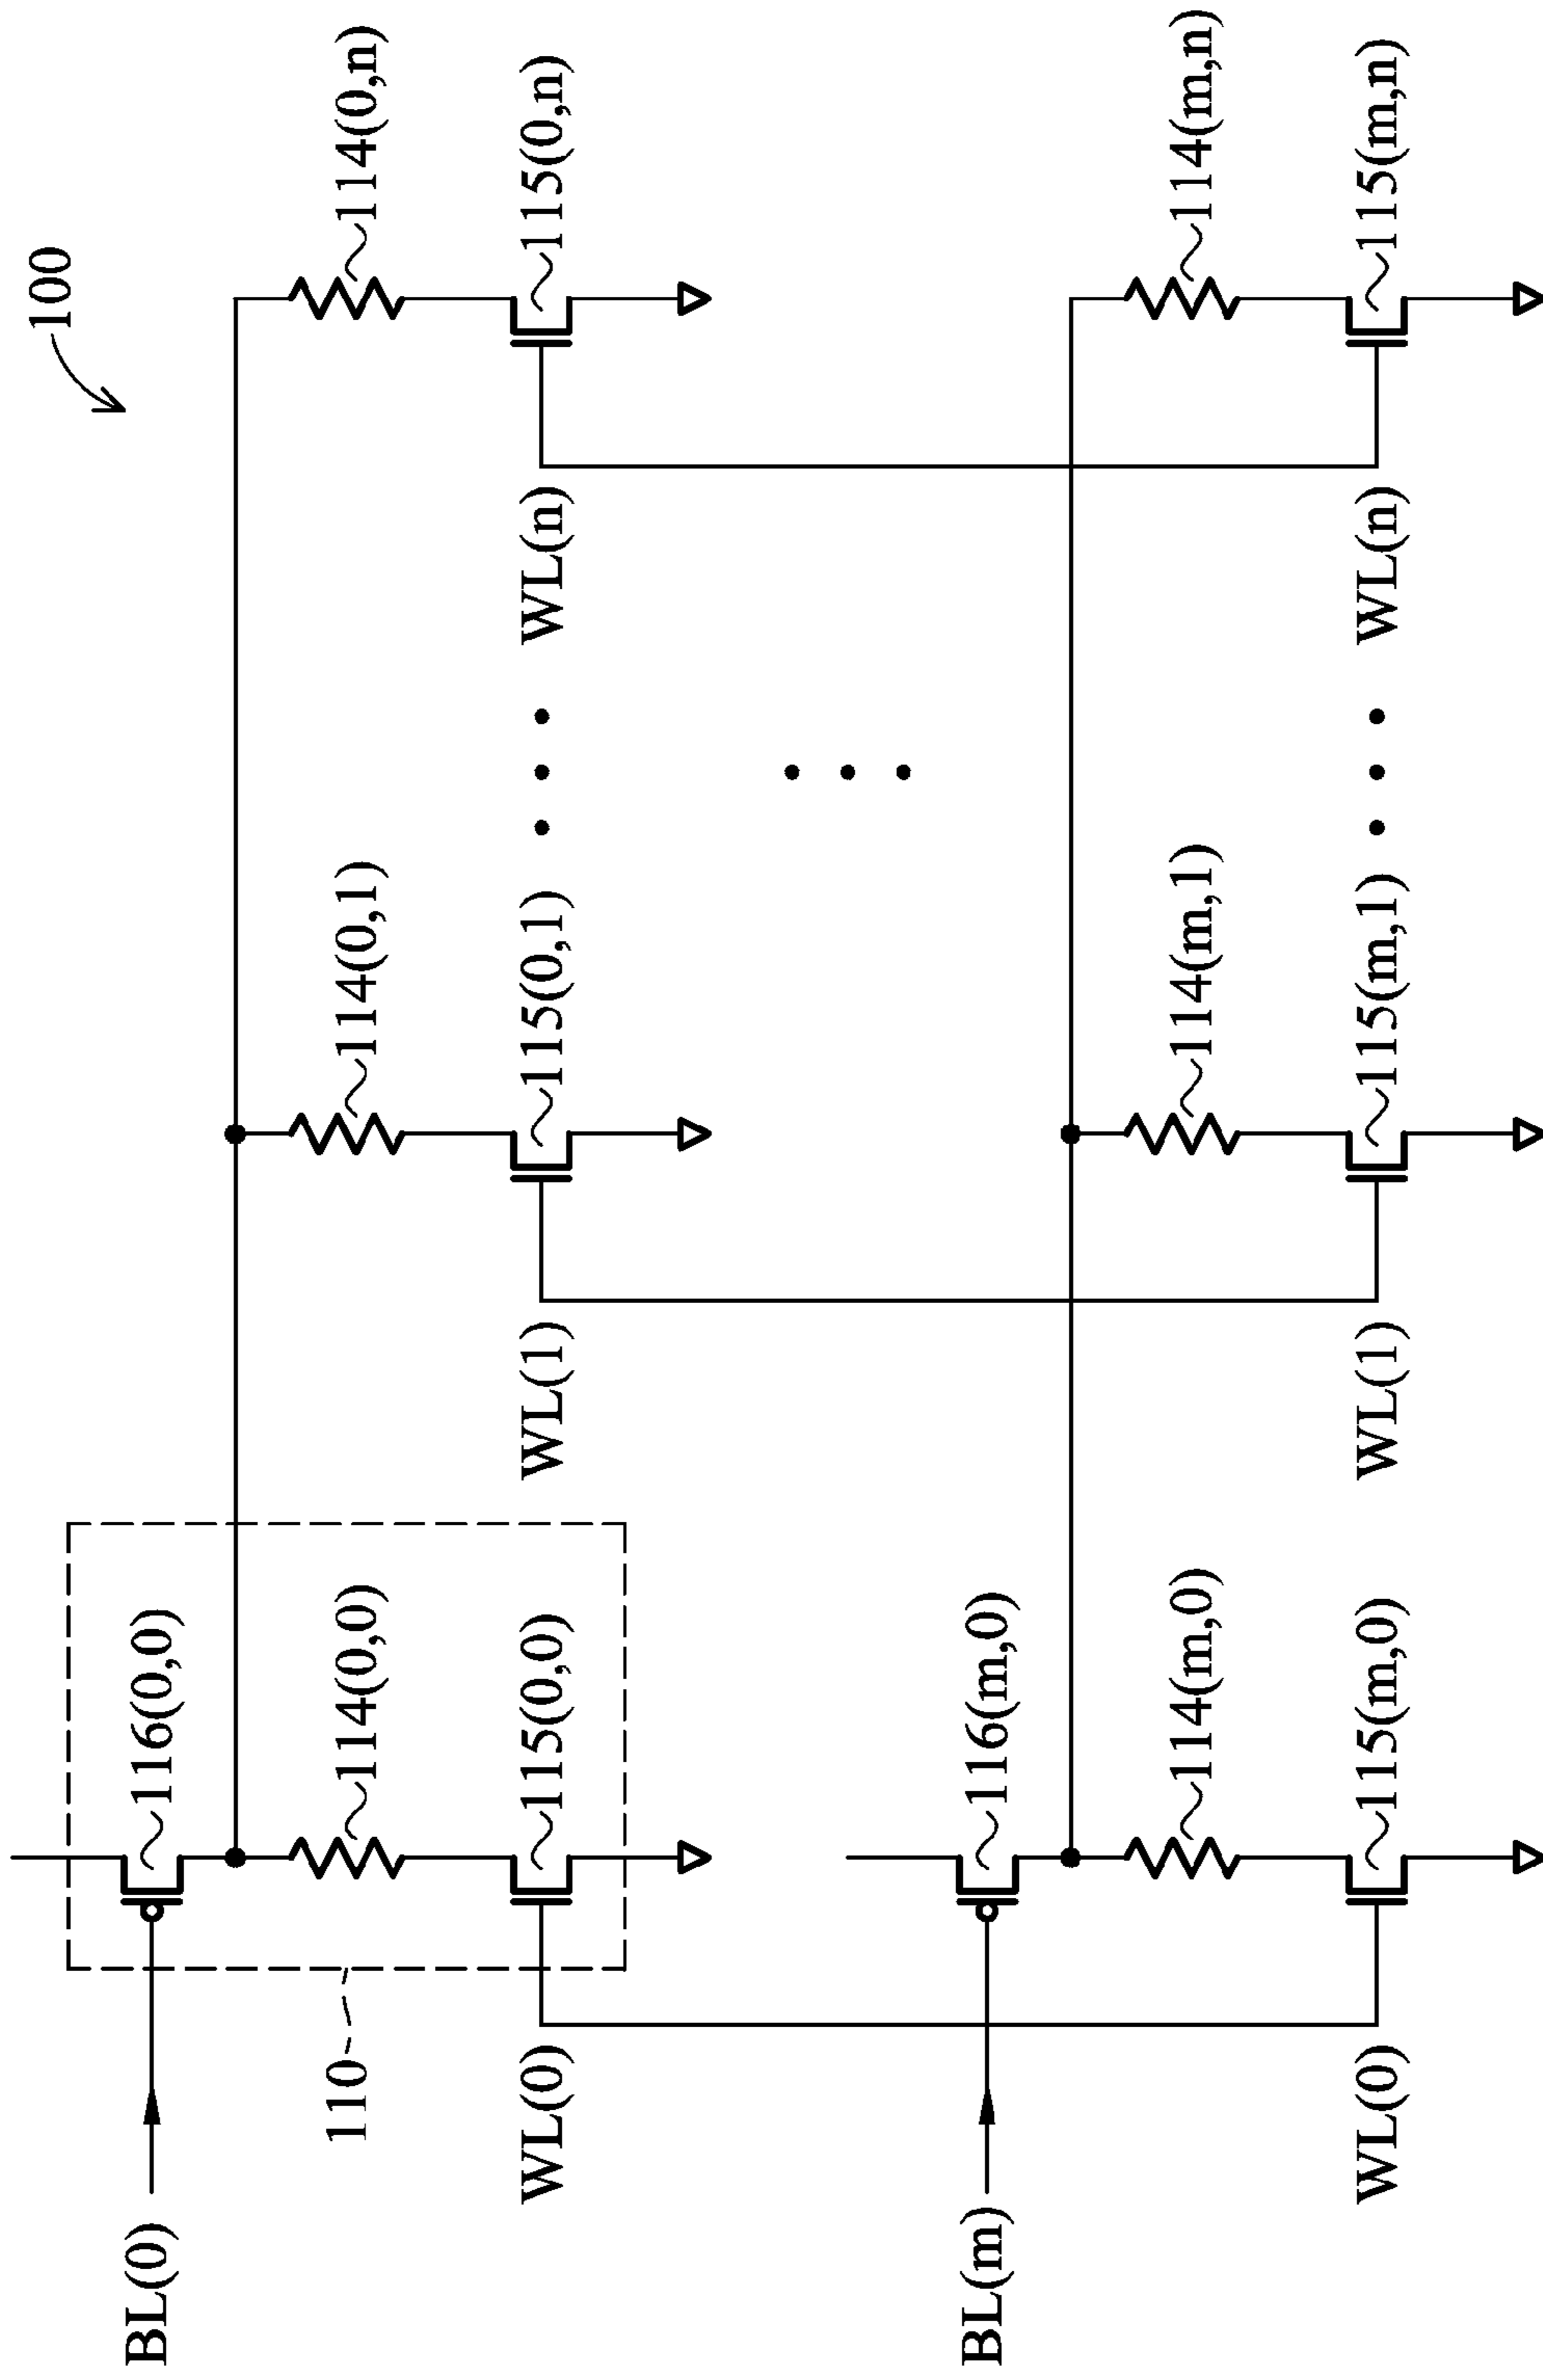 100
BL(0)
116(0,0)
110
114(0,0)
114(0,1)
114(0,n)
WL(0)
115(0,0)
WL(1)
115(0,1)
WL(n)
115(0,n)
BL(m)
116(m,0)
114(m,0)
114(m,1)
114(m,n)
WL(0)
115(m,0)
WL(1)
115(m,1)
WL(n)
115(m,n)